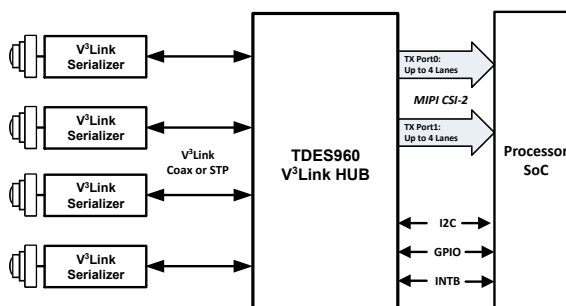 V³Link
Serializer
V³Link
Serializer
V³Link
Serializer
V³Link
Serializer
V³Link
Coax or STP
TDES960
V³Link HUB
TX Port0:
Up to 4 Lanes
MIPI CSI-2
TX Port1:
Up to 4 Lanes
I2C
GPIO
INTB
Processor
SoC